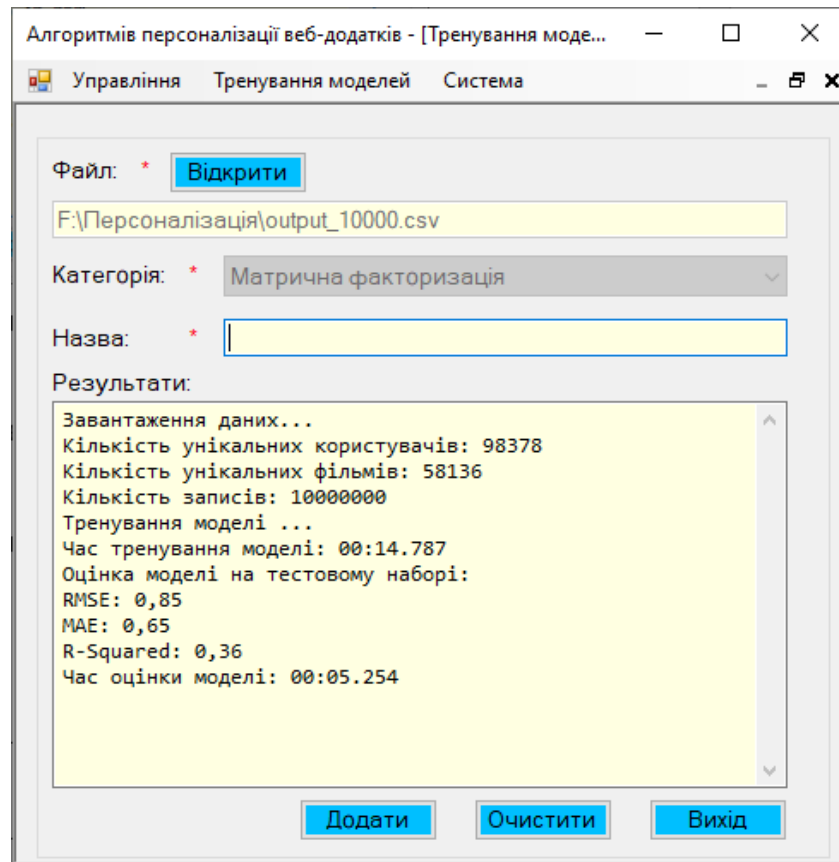 Алгоритмів персоналізації веб-додатків - [Тренування моде...
Управління Тренування моделей Система
Файл: * Відкрити
F:\Персоналізація\output_10000.csv
Категорія: * Матрична факторизація
Назва: *
Результати:
Завантаження даних...
Кількість унікальних користувачів: 98378
Кількість унікальних фільмів: 58136
Кількість записів: 10000000
Тренування моделі ...
Час тренування моделі: 00:14.787
Оцінка моделі на тестовому наборі:
RMSE: 0,85
MAE: 0,65
R-Squared: 0,36
Час оцінки моделі: 00:05.254
Додати Очистити Вихід